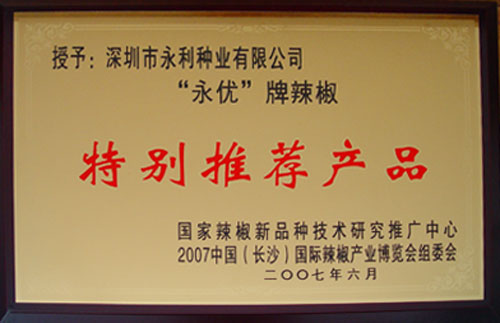 授予：深圳市永利种业有限公司
“永优”牌辣椒
特别推荐产品
国家辣椒新品种技术研究推广中心
2007中国（长沙）国际辣椒产业博览会组委会
二〇〇七年六月